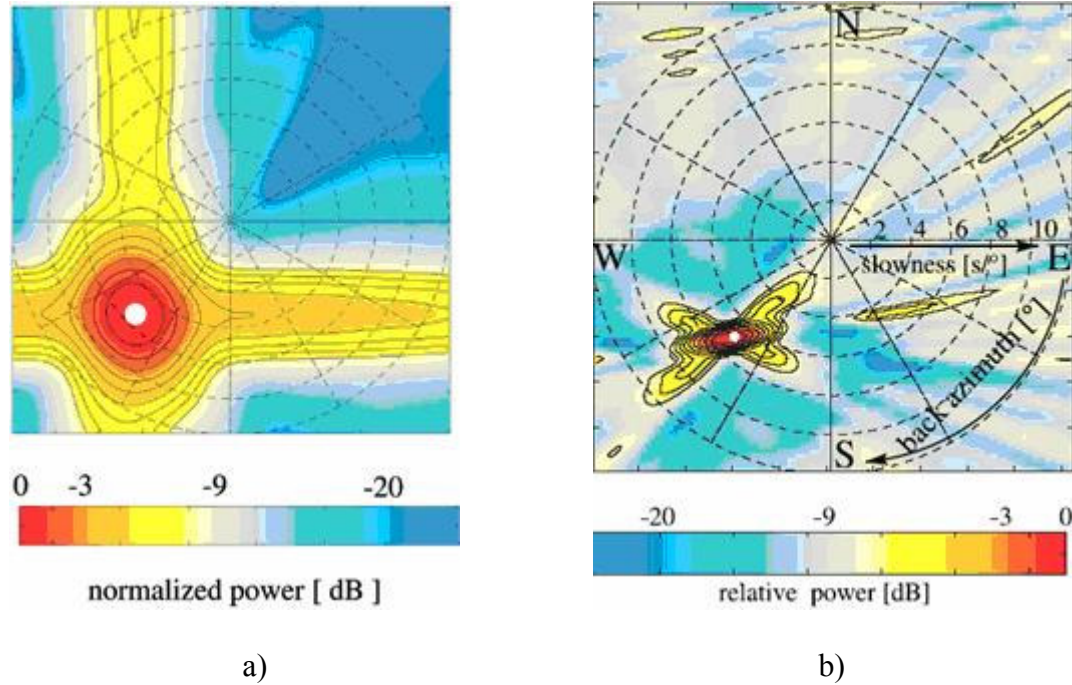 N
W
2 4 6 8 10
slowness [s/°]
E
back azimuth [°]
S
0 -3 -9 -20
normalized power [ dB ]
-20 -9 -3 0
relative power [dB]
a) b)